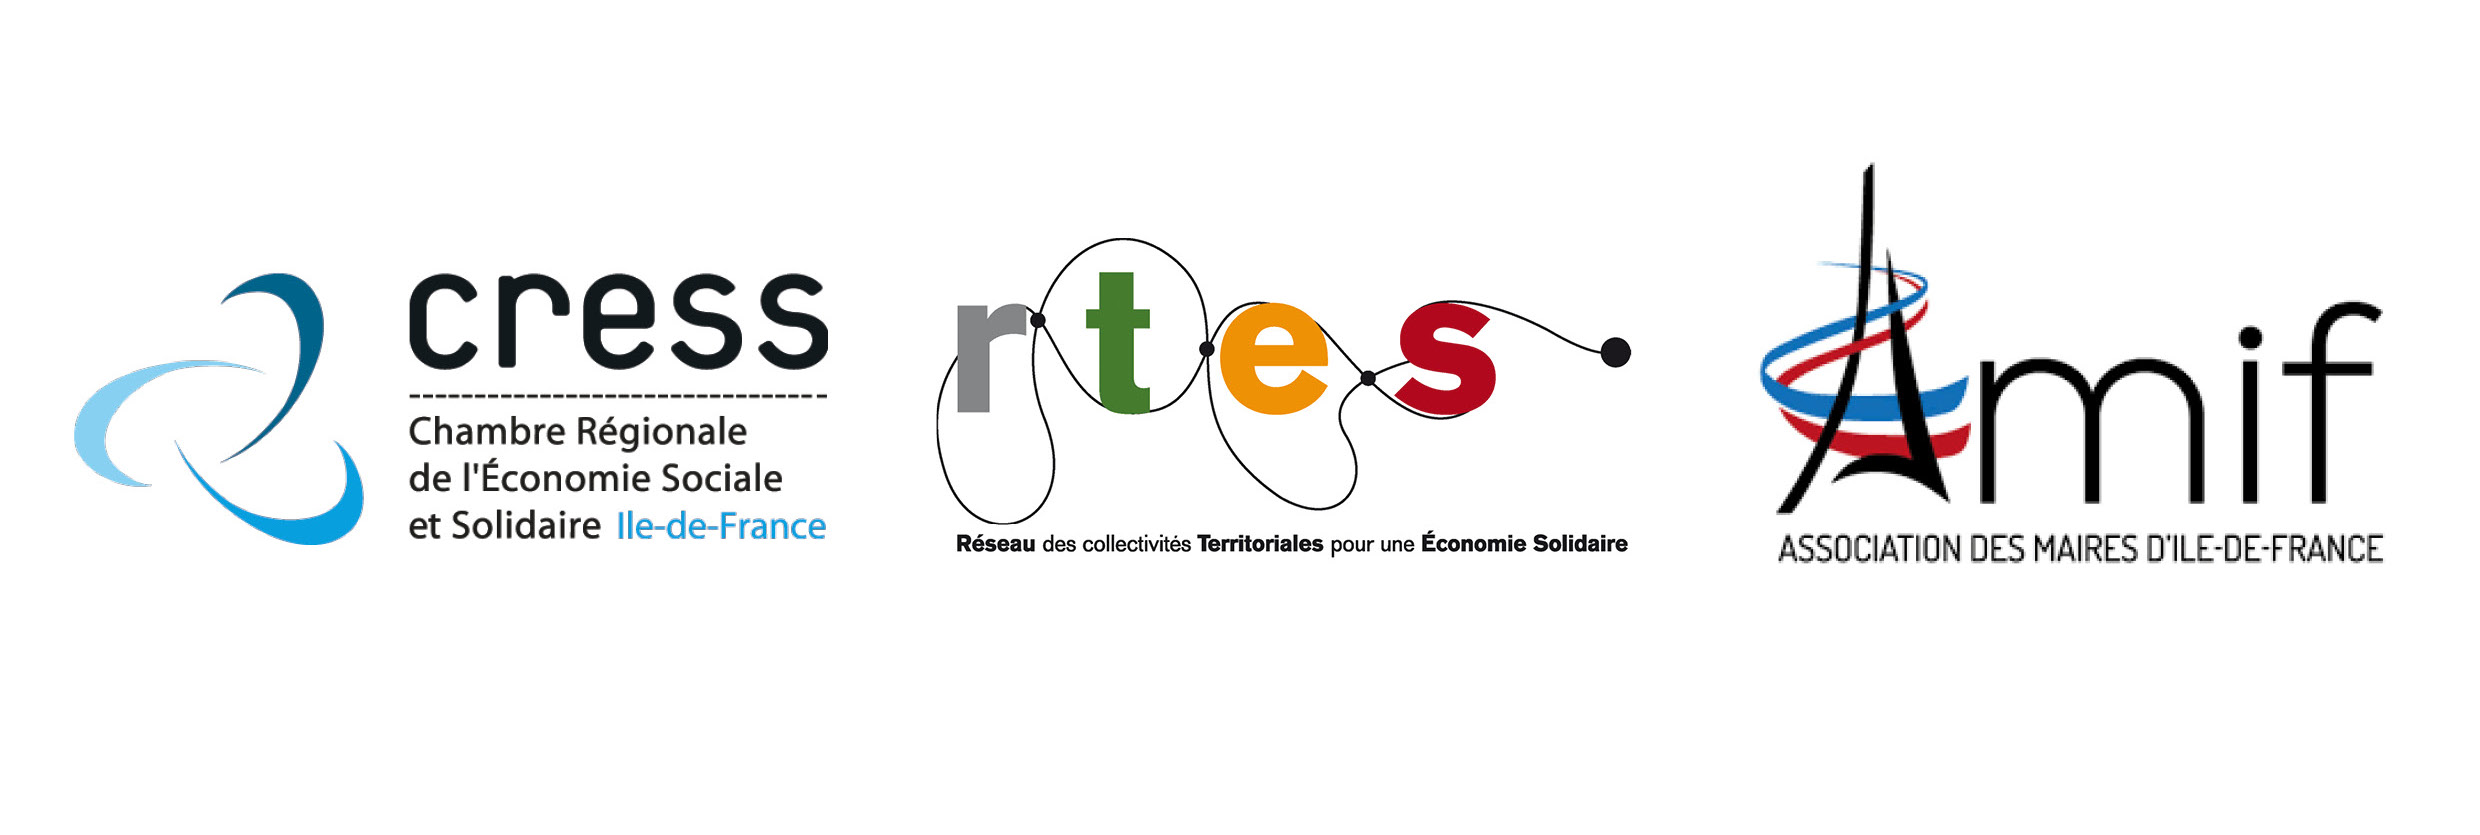 cress
Chambre Régionale
de l'Économie Sociale
et Solidaire Ile-de-France
rtes
Réseau des collectivités Territoriales pour une Économie Solidaire
Amif
ASSOCIATION DES MAIRES D'ILE-DE-FRANCE